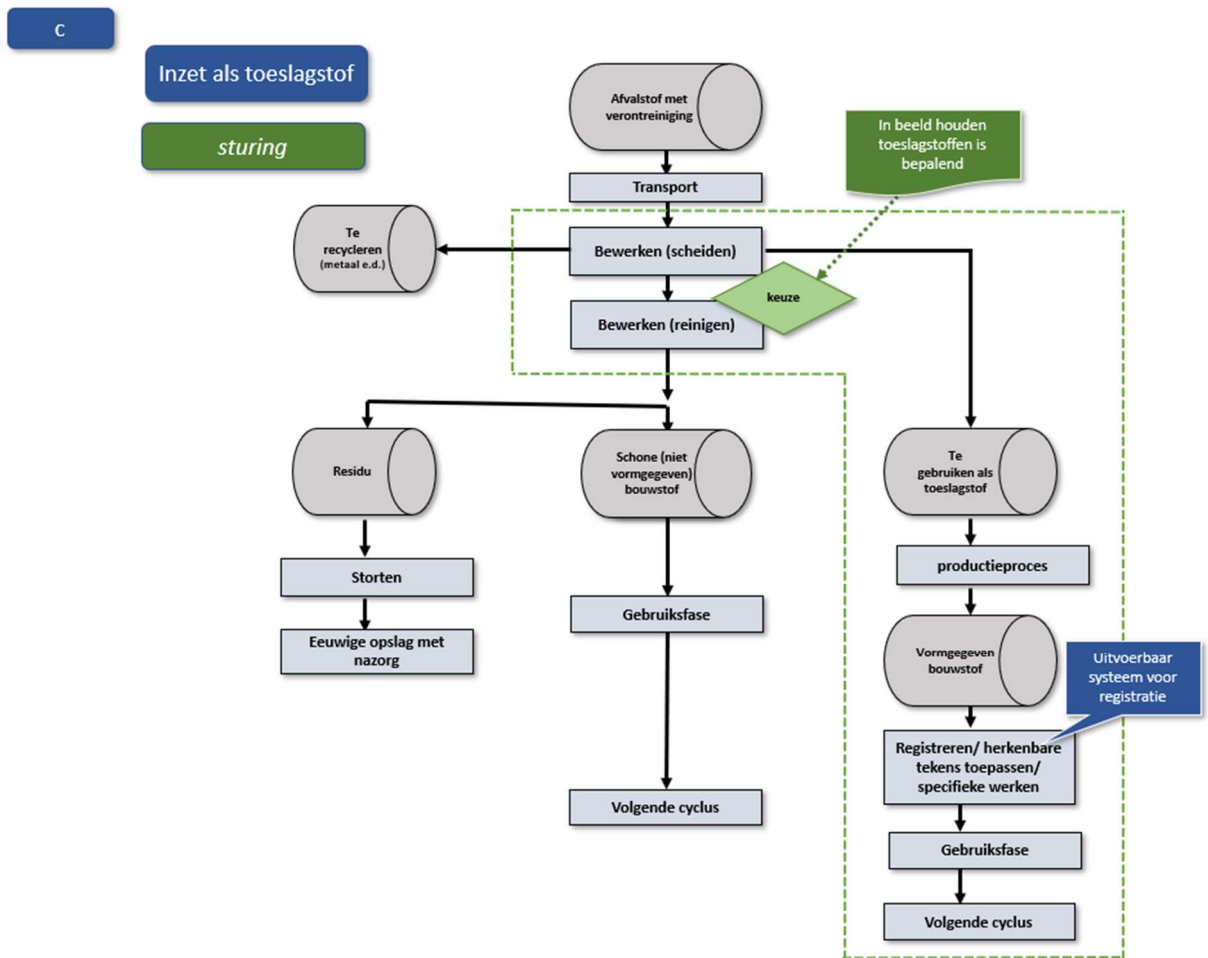 C
Inzet als toeslagstof
sturing
Afvalstof met
verontreiniging
In beeld houden
toeslagstoffen is
bepalend
Transport
Te
recycleren
(metaal e.d.)
Bewerken (scheiden)
keuze
Bewerken (reinigen)
Residu
Schone (niet
vormgegeven)
bouwstof
Te
gebruiken als
toeslagstof
Storten
productieproces
Gebruiksfase
Eeuwige opslag met
nazorg
Vormgegeven
bouwstof
Uitvoerbaar
systeem voor
registratie
Registreren/ herkenbare
tekens toepassen/
specifieke werken
Volgende cyclus
Gebruiksfase
Volgende cyclus